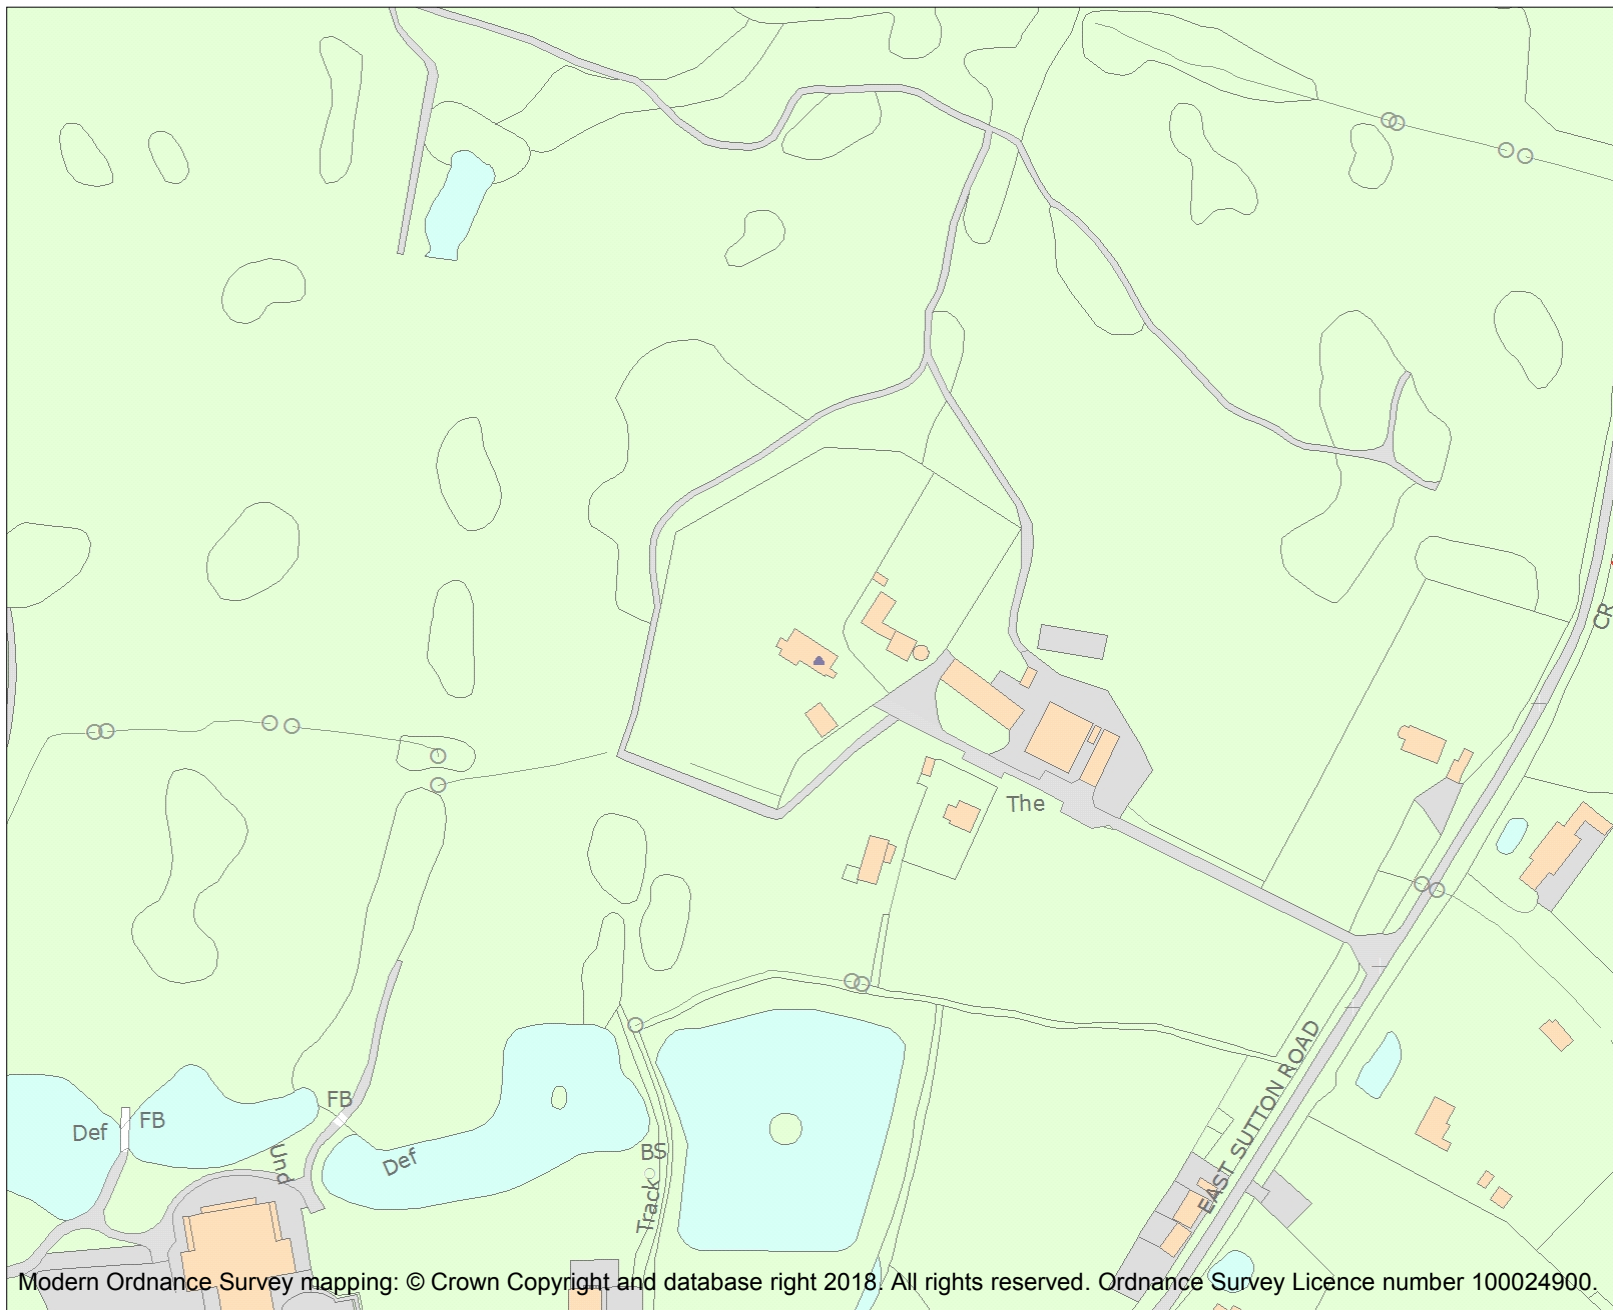 CR
The
FB
FB
Def
Und
Def
BS
Track
EAST SUTTON ROAD
Modern Ordnance Survey mapping: © Crown Copyright and database right 2018. All rights reserved. Ordnance Survey Licence number 100024900.